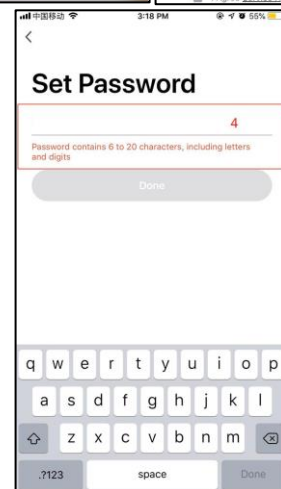 中国移动 3:18 PM 55%
Set Password
4
Password contains 6 to 20 characters, including letters
and digits
Done
q w e r t y u i o p
a s d f g h j k l
z x c v b n m
.?123 space Done